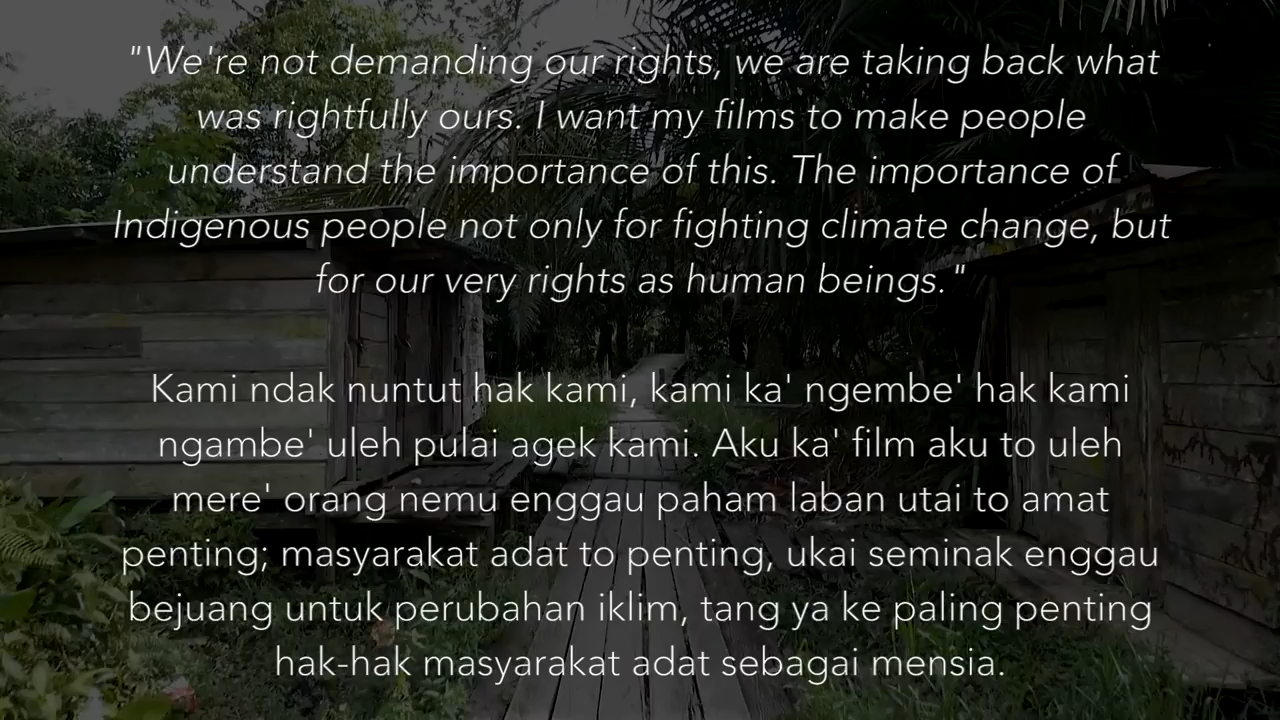 "We're not demanding our rights, we are taking back what
was rightfully ours. I want my films to make people
understand the importance of this. The importance of
Indigenous people not only for fighting climate change, but
for our very rights as human beings."
Kami ndak nuntut hak kami, kami ka' ngembe' hak kami
ngambe' uleh pulai agek kami. Aku ka' film aku to uleh
mere' orang nemu enggau paham laban utai to amat
penting; masyarakat adat to penting, ukai seminak enggau
bejuang untuk perubahan iklim, tang ya ke paling penting
hak-hak masyarakat adat sebagai mensia.